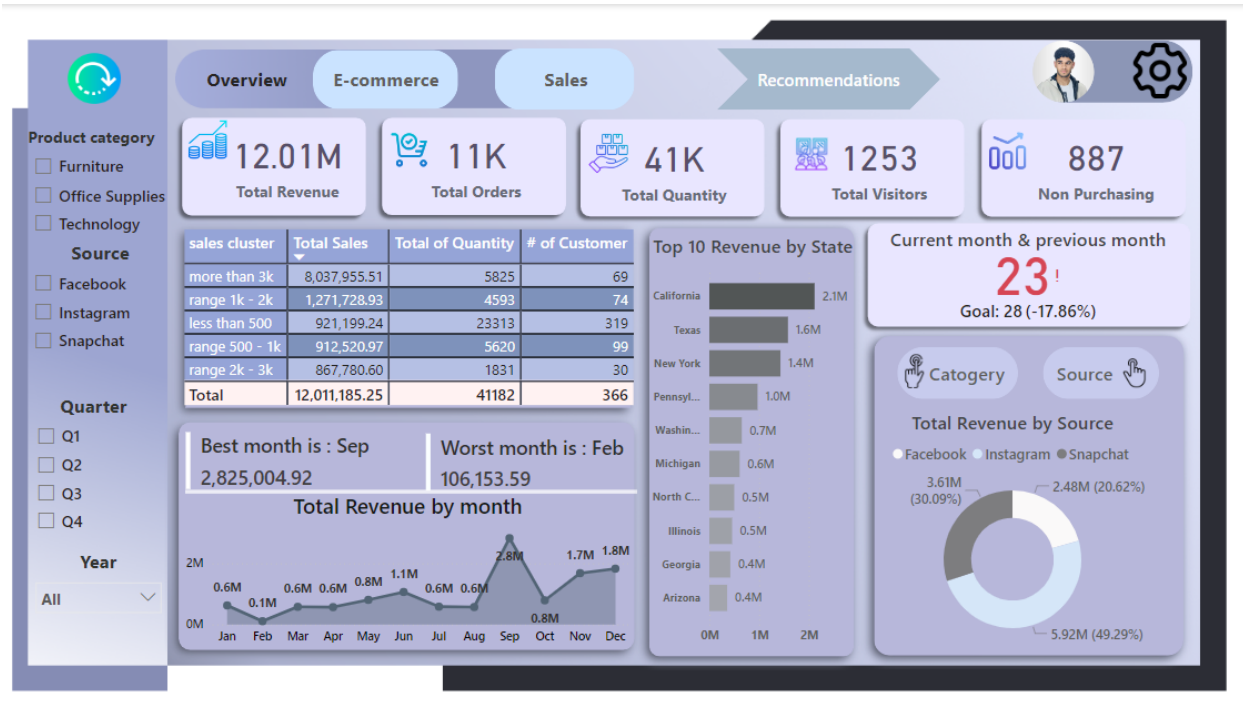 Overview
E-commerce
Sales
Recommendations
Product category
Furniture
Office Supplies
Technology
Source
Facebook
Instagram
Snapchat
Quarter
Q1
Q2
Q3
Q4
Year
All
12.01M
Total Revenue
11K
Total Orders
41K
Total Quantity
1253
Total Visitors
887
Non Purchasing
sales cluster Total Sales Total of Quantity # of Customer
more than 3k 8,037,955.51 5825 69
range 1k - 2k 1,271,728.93 4593 74
less than 500 921,199.24 23313 319
range 500 - 1k 912,520.97 5620 99
range 2k - 3k 867,780.60 1831 30
Total 12,011,185.25 41182 366
Best month is : Sep
2,825,004.92
Worst month is : Feb
106,153.59
Total Revenue by month
2M
0M
0.6M 0.1M 0.6M 0.6M 0.8M 1.1M 0.6M 0.6M 2.8M 0.8M 1.7M 1.8M
Jan Feb Mar Apr May Jun Jul Aug Sep Oct Nov Dec
Top 10 Revenue by State
California 2.1M
Texas 1.6M
New York 1.4M
Pennsyl... 1.0M
Washin... 0.7M
Michigan 0.6M
North C... 0.5M
Illinois 0.5M
Georgia 0.4M
Arizona 0.4M
0M 1M 2M
Current month & previous month
23!
Goal: 28 (-17.86%)
Catogery
Source
Total Revenue by Source
Facebook Instagram Snapchat
3.61M
(30.09%)
2.48M (20.62%)
5.92M (49.29%)